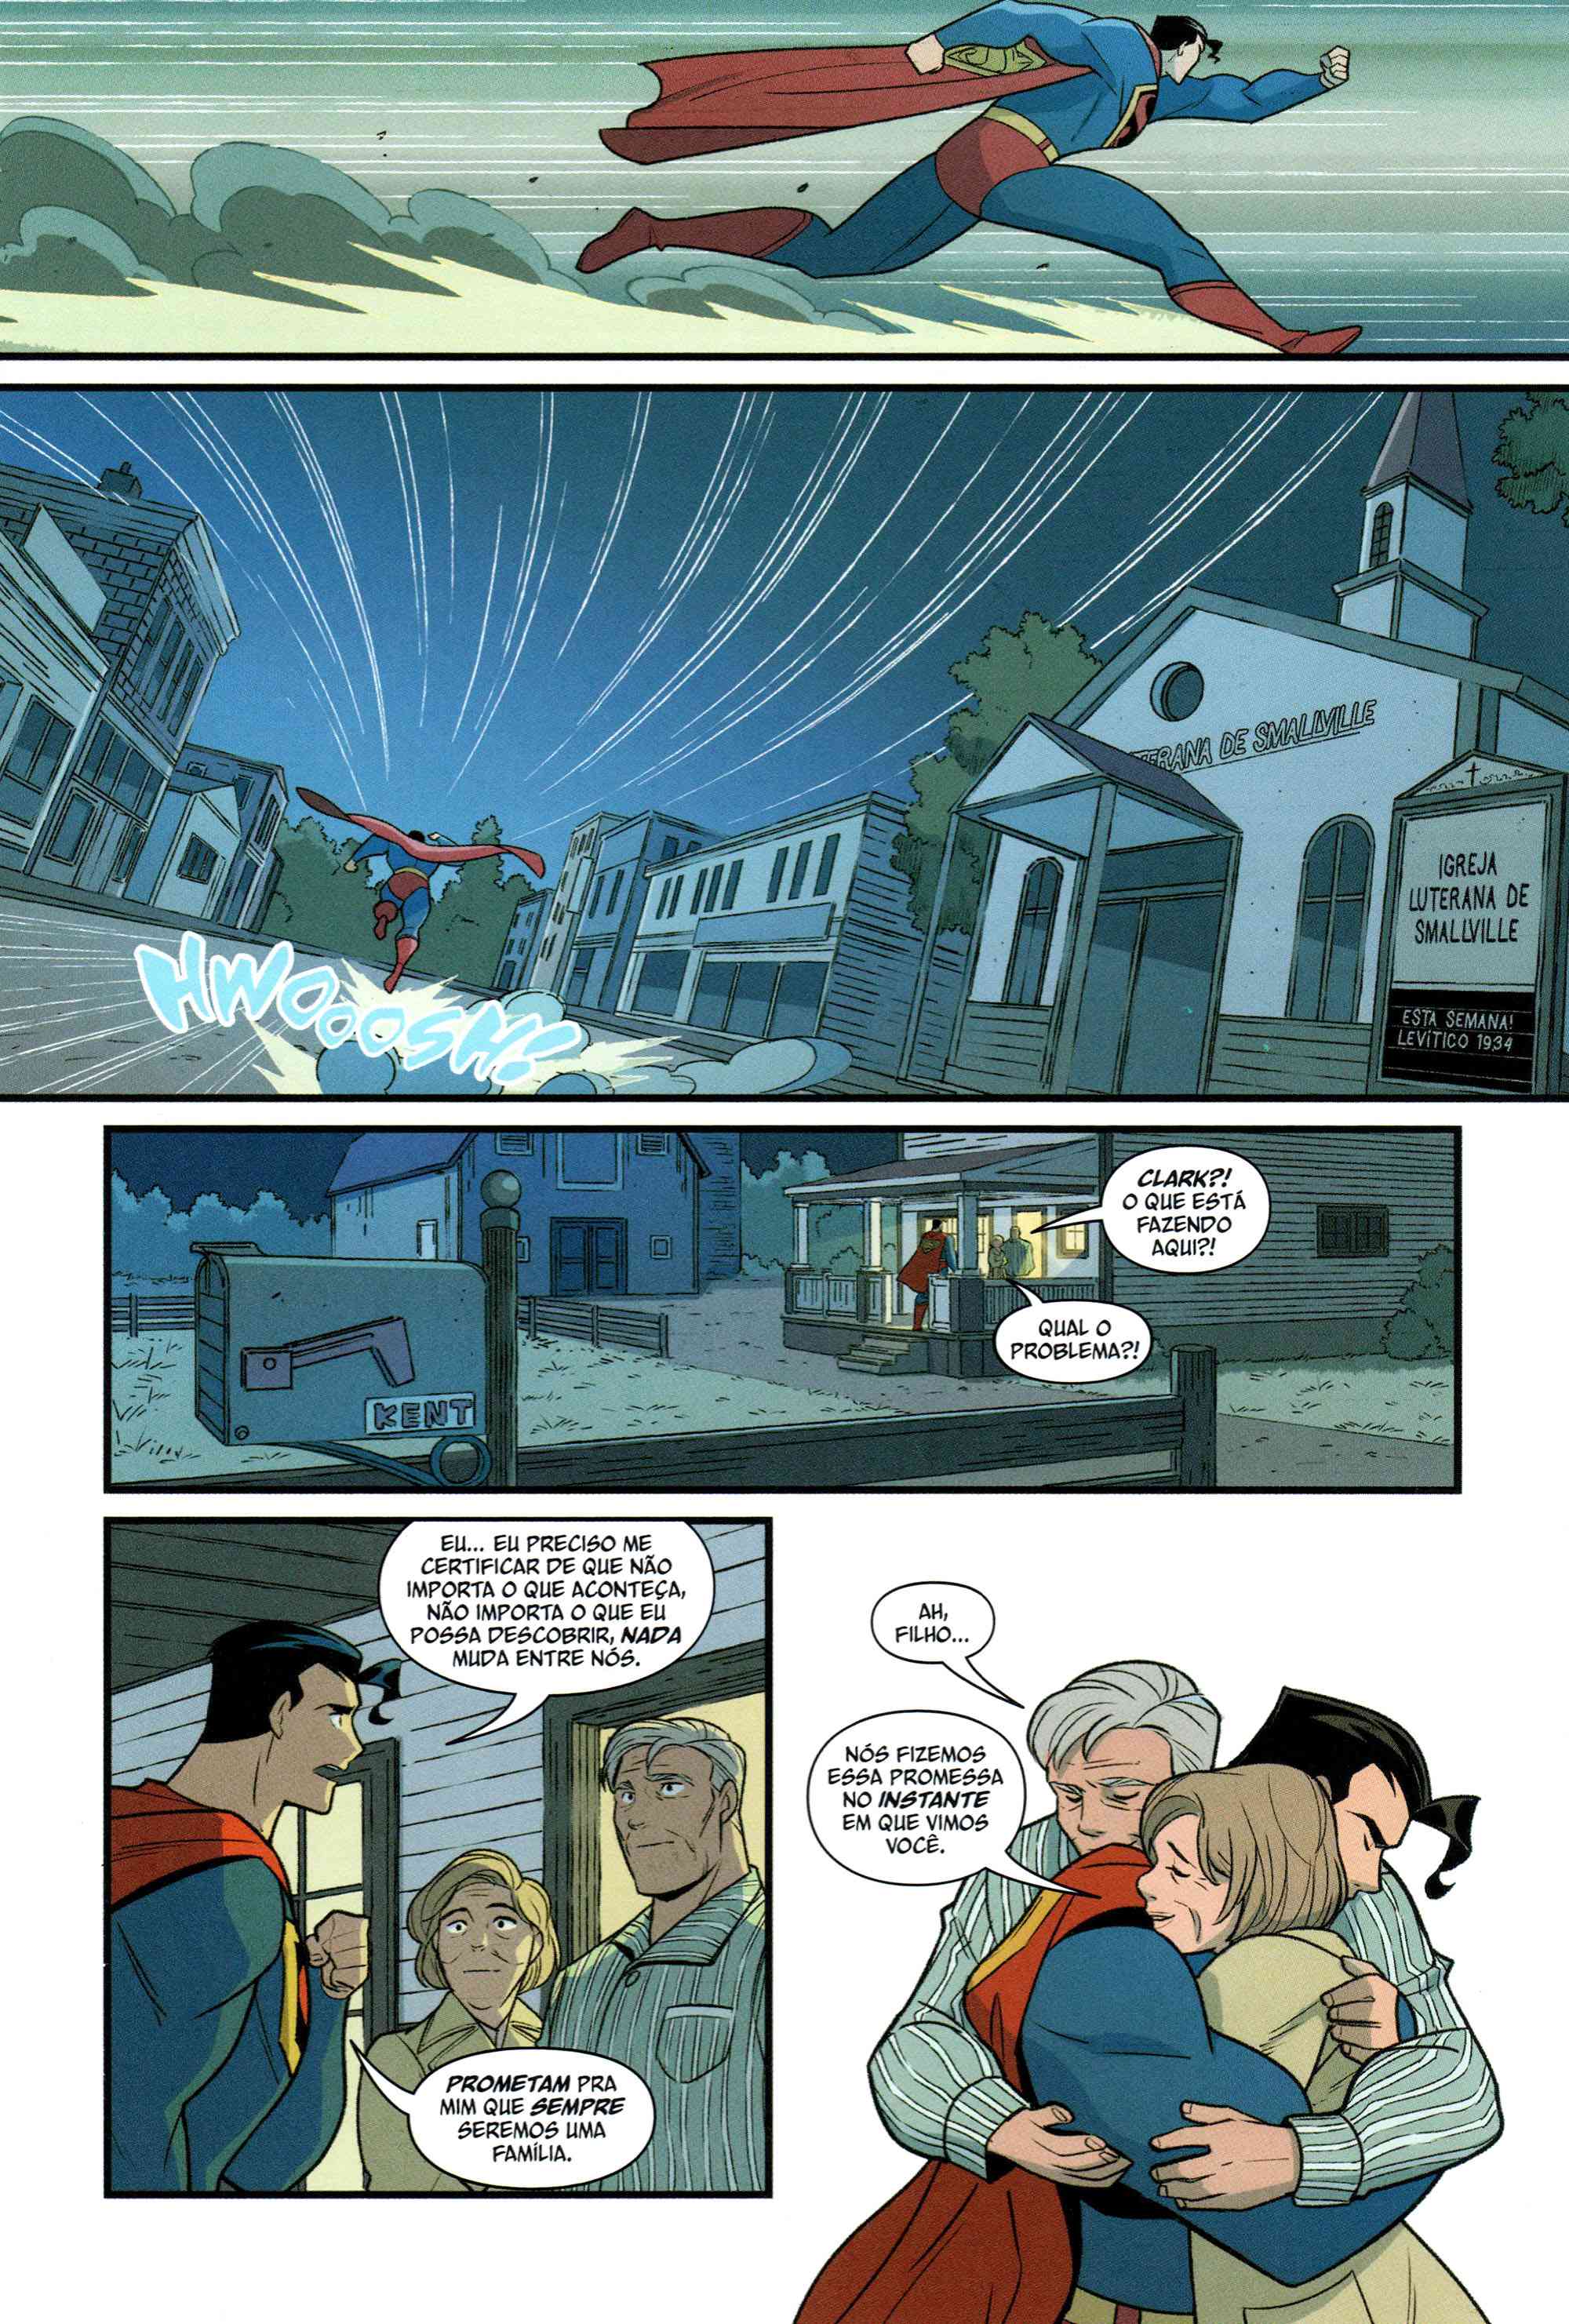 TERANA DE SMALLVILLE
IGREJA
LUTERANA DE
SMALLVILLE
ESTA SEMANA!
LEVÍTICO 1934
HWOOOOSH!
CLARK?!
O QUE ESTÁ
FAZENDO
AQUI?!
QUAL O
PROBLEMA?!
KENT
EU... EU PRECISO ME
CERTIFICAR DE QUE NÃO
IMPORTA O QUE ACONTEÇA,
NÃO IMPORTA O QUE EU
POSSA DESCOBRIR, NADA
MUDA ENTRE NÓS.
PROMETAM PRA
MIM QUE SEMPRE
SEREMOS UMA
FAMÍLIA.
AH,
FILHO...
NÓS FIZEMOS
ESSA PROMESSA
NO INSTANTE
EM QUE VIMOS
VOCÊ.